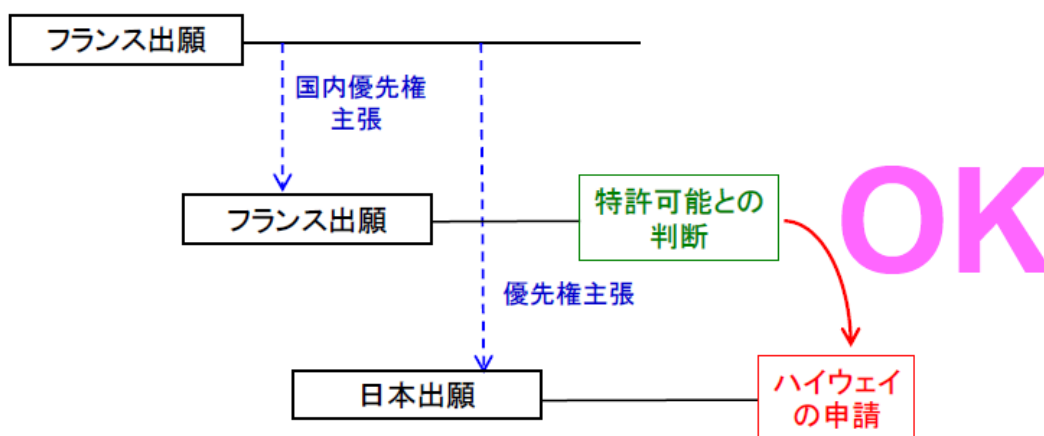 フランス出願
国内優先権
主張
フランス出願
特許可能との
判断
OK
優先権主張
日本出願
ハイウェイ
の申請